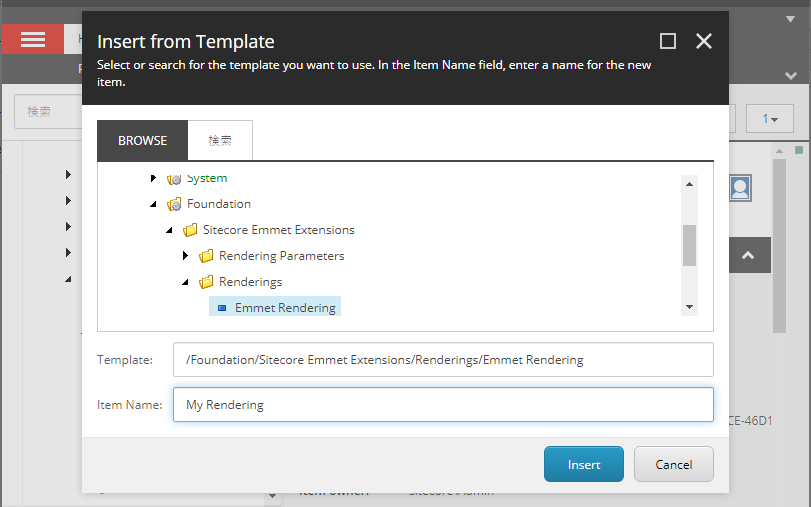 Insert from Template
Select or search for the template you want to use. In the Item Name field, enter a name for the new
item.
検索
1
BROWSE
検索
System
Foundation
Sitecore Emmet Extensions
Rendering Parameters
Renderings
Emmet Rendering
Template:
/Foundation/Sitecore Emmet Extensions/Renderings/Emmet Rendering
Item Name:
My Rendering
CE-46D1
Insert
Cancel